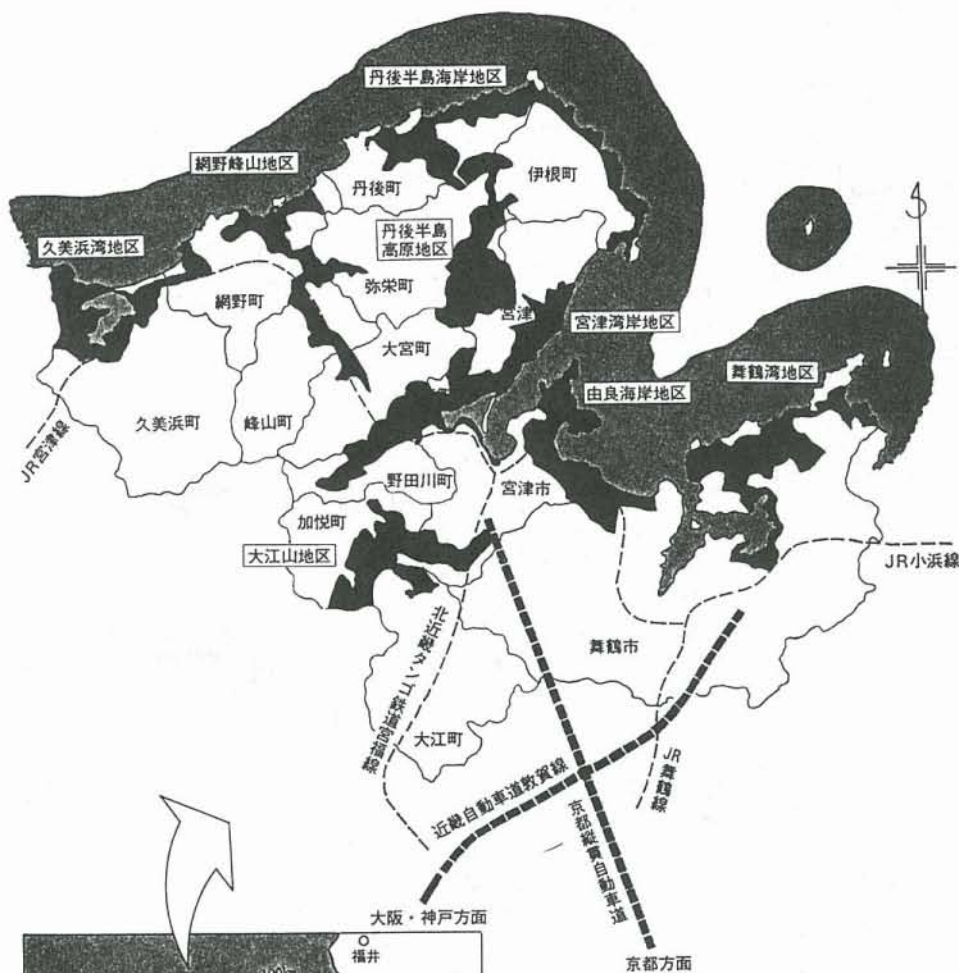 丹後半島海岸地区
網野峰山地区
伊根町
丹後町
久美浜湾地区
丹後半島
高原地区
弥栄町
網野町
宮津
宮津湾岸地区
大宮町
由良海岸地区
舞鶴湾地区
久美浜町
峰山町
JR宮津線
野田川町
宮津市
加悦町
大江山地区
JR小浜線
北近畿タンゴ鉄道宮福線
舞鶴市
大江町
JR舞鶴線
近畿自動車道敦賀線
京都縦貫自動車道
大阪・神戸方面
京都方面
福井